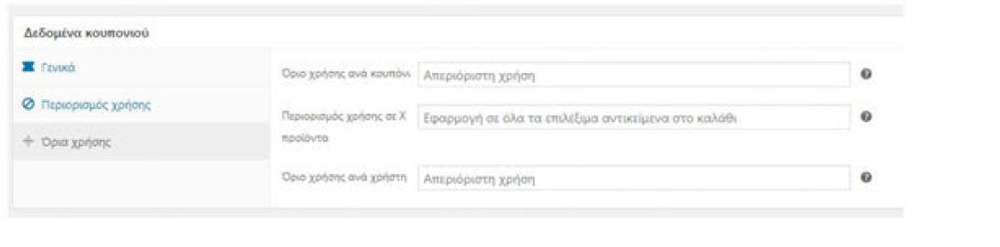 Δεδομένα κουπονιού
Γενικά
Περιορισμός χρήσης
Όρια χρήσης
Όριο χρήσης ανά κουπόνι
Απεριόριστη χρήση
Περιορισμός χρήσης σε Χ
προϊόντα
Εφαρμογή σε όλα τα επιλέξιμα αντικείμενα στο καλάθι
Όριο χρήσης ανά χρήστη
Απεριόριστη χρήση